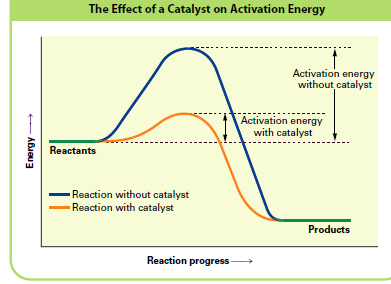 The Effect of a Catalyst on Activation Energy
Activation energy
without catalyst
Activation energy
with catalyst
Energy
Reactants
Reaction without catalyst
Reaction with catalyst
Products
Reaction progress